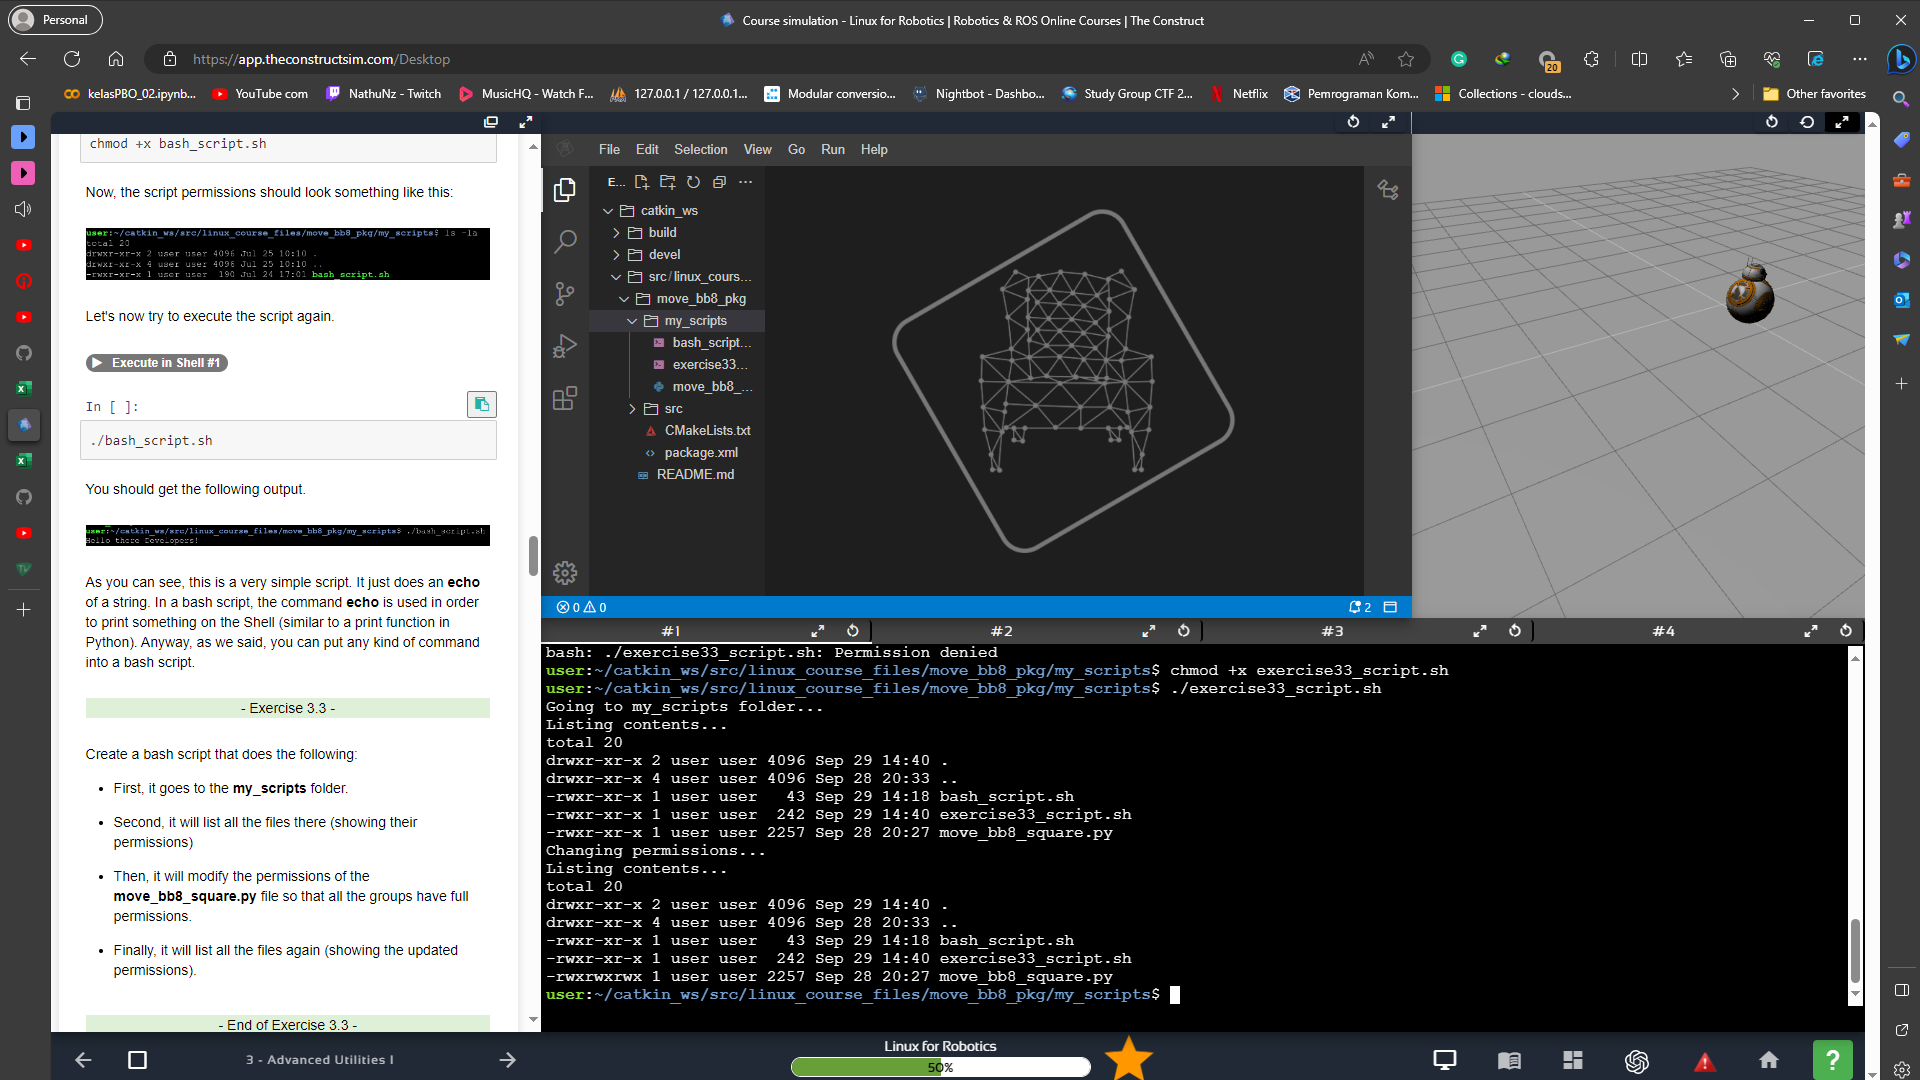 Personal
Course simulation - Linux for Robotics | Robotics & ROS Online Courses | The Construct
https://app.theconstructsim.com/Desktop
20
kelasPBO_02.ipynb...
YouTube com
NathuNz - Twitch
MusicHQ - Watch F...
127.0.0.1 / 127.0.0.1...
Modular conversio...
Nightbot - Dashbo...
Study Group CTF 2...
Netflix
Pemrograman Kom...
Collections - clouds...
Other favorites
chmod +x bash_script.sh
Now, the script permissions should look something like this:
user:~/catkin_ws/src/linux_course_files/move_bb8_pkg/my_scripts$ ls -la
total 20
drwxr-xr-x 2 user user 4096 Jul 25 10:10 .
drwxr-xr-x 4 user user 4096 Jul 25 10:10 ..
-rwxr-xr-x 1 user user  190 Jul 24 17:01 bash_script.sh
Let's now try to execute the script again.
Execute in Shell #1
In [ ]:
./bash_script.sh
You should get the following output.
user:~/catkin_ws/src/linux_course_files/move_bb8_pkg/my_scripts$ ./bash_script.sh
Hello there Developers!
As you can see, this is a very simple script. It just does an echo
of a string. In a bash script, the command echo is used in order
to print something on the Shell (similar to a print function in
Python). Anyway, as we said, you can put any kind of command
into a bash script.
- Exercise 3.3 -
Create a bash script that does the following:
• First, it goes to the my_scripts folder.
• Second, it will list all the files there (showing their
permissions)
• Then, it will modify the permissions of the
move_bb8_square.py file so that all the groups have full
permissions.
• Finally, it will list all the files again (showing the updated
permissions).
- End of Exercise 3.3 -
File Edit Selection View Go Run Help
E...
catkin_ws
build
devel
src/linux_cours...
move_bb8_pkg
my_scripts
bash_script...
exercise33...
move_bb8_...
src
CMakeLists.txt
package.xml
README.md
0 0
2
#1
#2
#3
#4
bash: ./exercise33_script.sh: Permission denied
user:~/catkin_ws/src/linux_course_files/move_bb8_pkg/my_scripts$ chmod +x exercise33_script.sh
user:~/catkin_ws/src/linux_course_files/move_bb8_pkg/my_scripts$ ./exercise33_script.sh
Going to my_scripts folder...
Listing contents...
total 20
drwxr-xr-x 2 user user 4096 Sep 29 14:40 .
drwxr-xr-x 4 user user 4096 Sep 28 20:33 ..
-rwxr-xr-x 1 user user   43 Sep 29 14:18 bash_script.sh
-rwxr-xr-x 1 user user  242 Sep 29 14:40 exercise33_script.sh
-rwxr-xr-x 1 user user 2257 Sep 28 20:27 move_bb8_square.py
Changing permissions...
Listing contents...
total 20
drwxr-xr-x 2 user user 4096 Sep 29 14:40 .
drwxr-xr-x 4 user user 4096 Sep 28 20:33 ..
-rwxr-xr-x 1 user user   43 Sep 29 14:18 bash_script.sh
-rwxr-xr-x 1 user user  242 Sep 29 14:40 exercise33_script.sh
-rwxrwxrwx 1 user user 2257 Sep 28 20:27 move_bb8_square.py
user:~/catkin_ws/src/linux_course_files/move_bb8_pkg/my_scripts$
3 - Advanced Utilities I
Linux for Robotics
50%
?